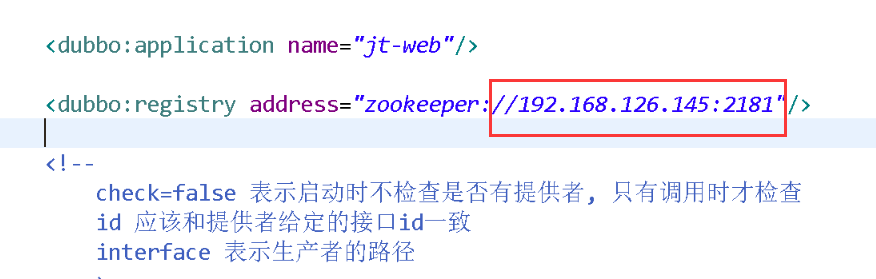 <dubbo:application name="jt-web"/>
<dubbo:registry address="zookeeper://192.168.126.145:2181"/>
<!--
check=false 表示启动时不检查是否有提供者, 只有调用时才检查
id 应该和提供者给定的接口id一致
interface 表示生产者的路径